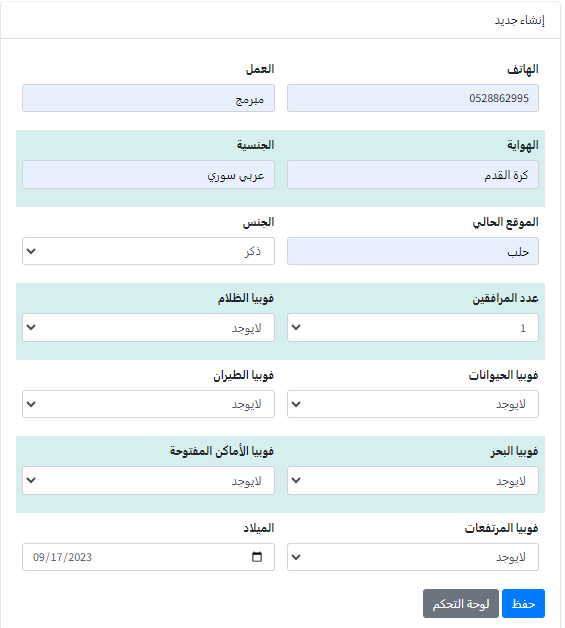 إنشاء جديد
الهاتف
العمل
0528862995
مبرمج
الهواية
الجنسية
كرة القدم
عربي سوري
الموقع الحالي
الجنس
حلب
ذكر
عدد المرافقين
فوبيا الظلام
1
لايوجد
فوبيا الحيوانات
فوبيا الطيران
لايوجد
لايوجد
فوبيا البحر
فوبيا الأماكن المفتوحة
لايوجد
لايوجد
فوبيا المرتفعات
الميلاد
لايوجد
09/17/2023
حفظ
لوحة التحكم